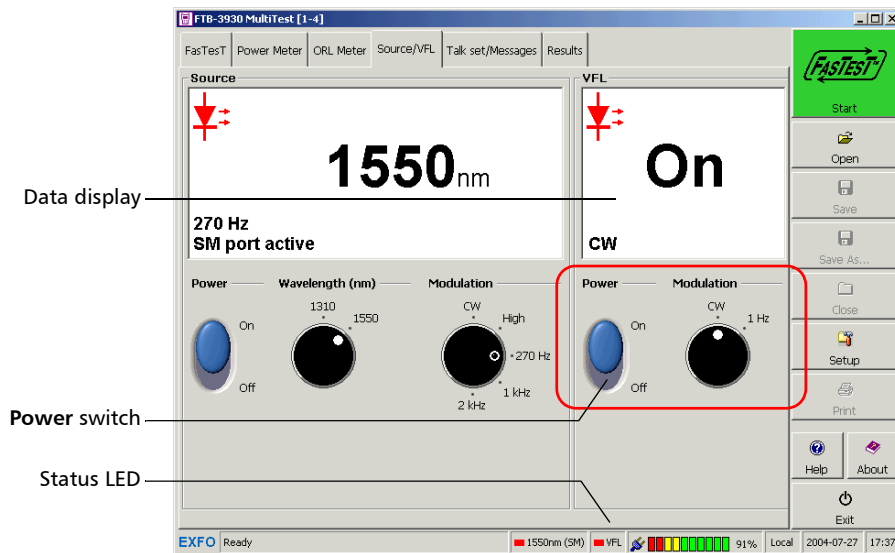 FTB-3930 MultiTest [1-4]
FasTesT Power Meter ORL Meter Source/VFL Talk set/Messages Results
Source
1550nm
270 Hz
SM port active
VFL
On
CW
Data display
Power
On
Off
Wavelength (nm)
1310
1550
Modulation
CW
High
270 Hz
1 kHz
2 kHz
Power
On
Off
Modulation
CW
1 Hz
Power switch
Status LED
FASTEST™
Start
Open
Save
Save As...
Close
Setup
Print
Help
About
Exit
EXFO Ready 1550nm (SM) VFL 91% Local 2004-07-27 17:37